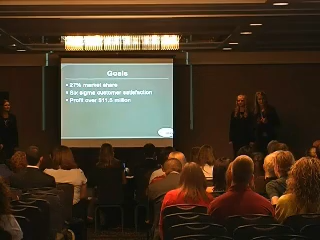 Goals
27% market share
Six sigma customer satisfaction
Profit over $11.5 million